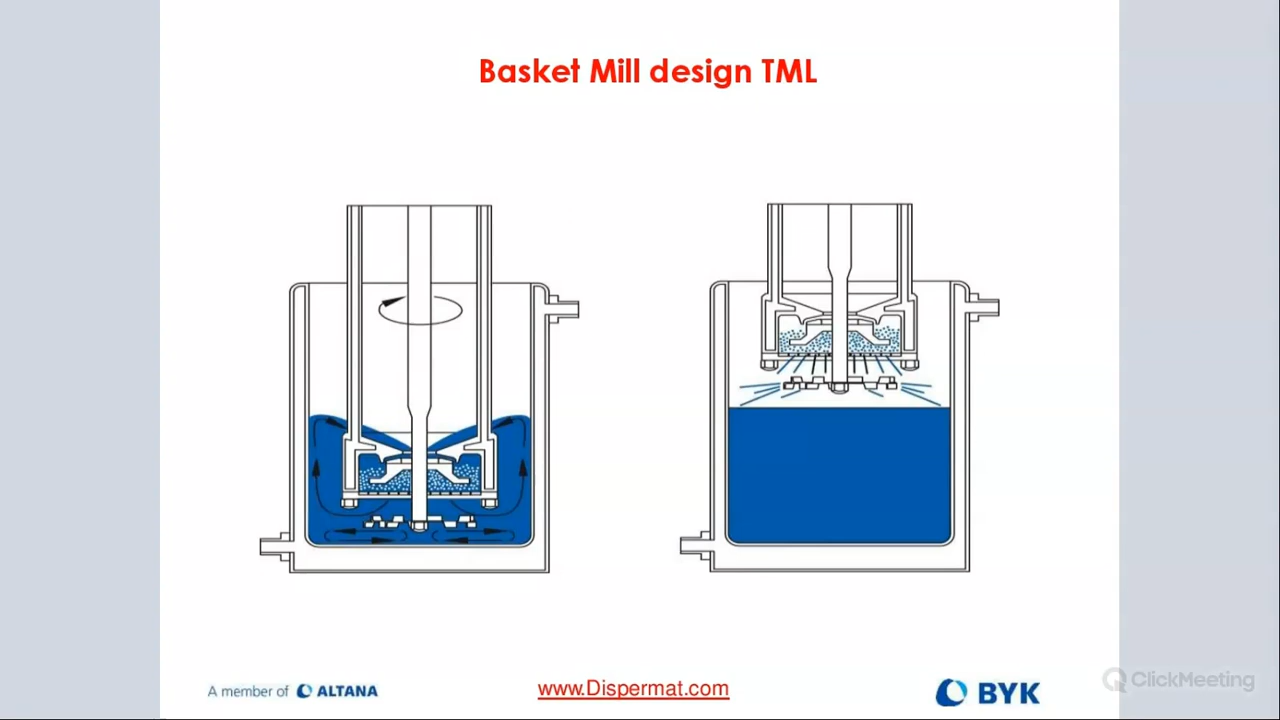 Basket Mill design TML
A member of ALTANA
www.Dispermat.com
BYK
ClickMeeting